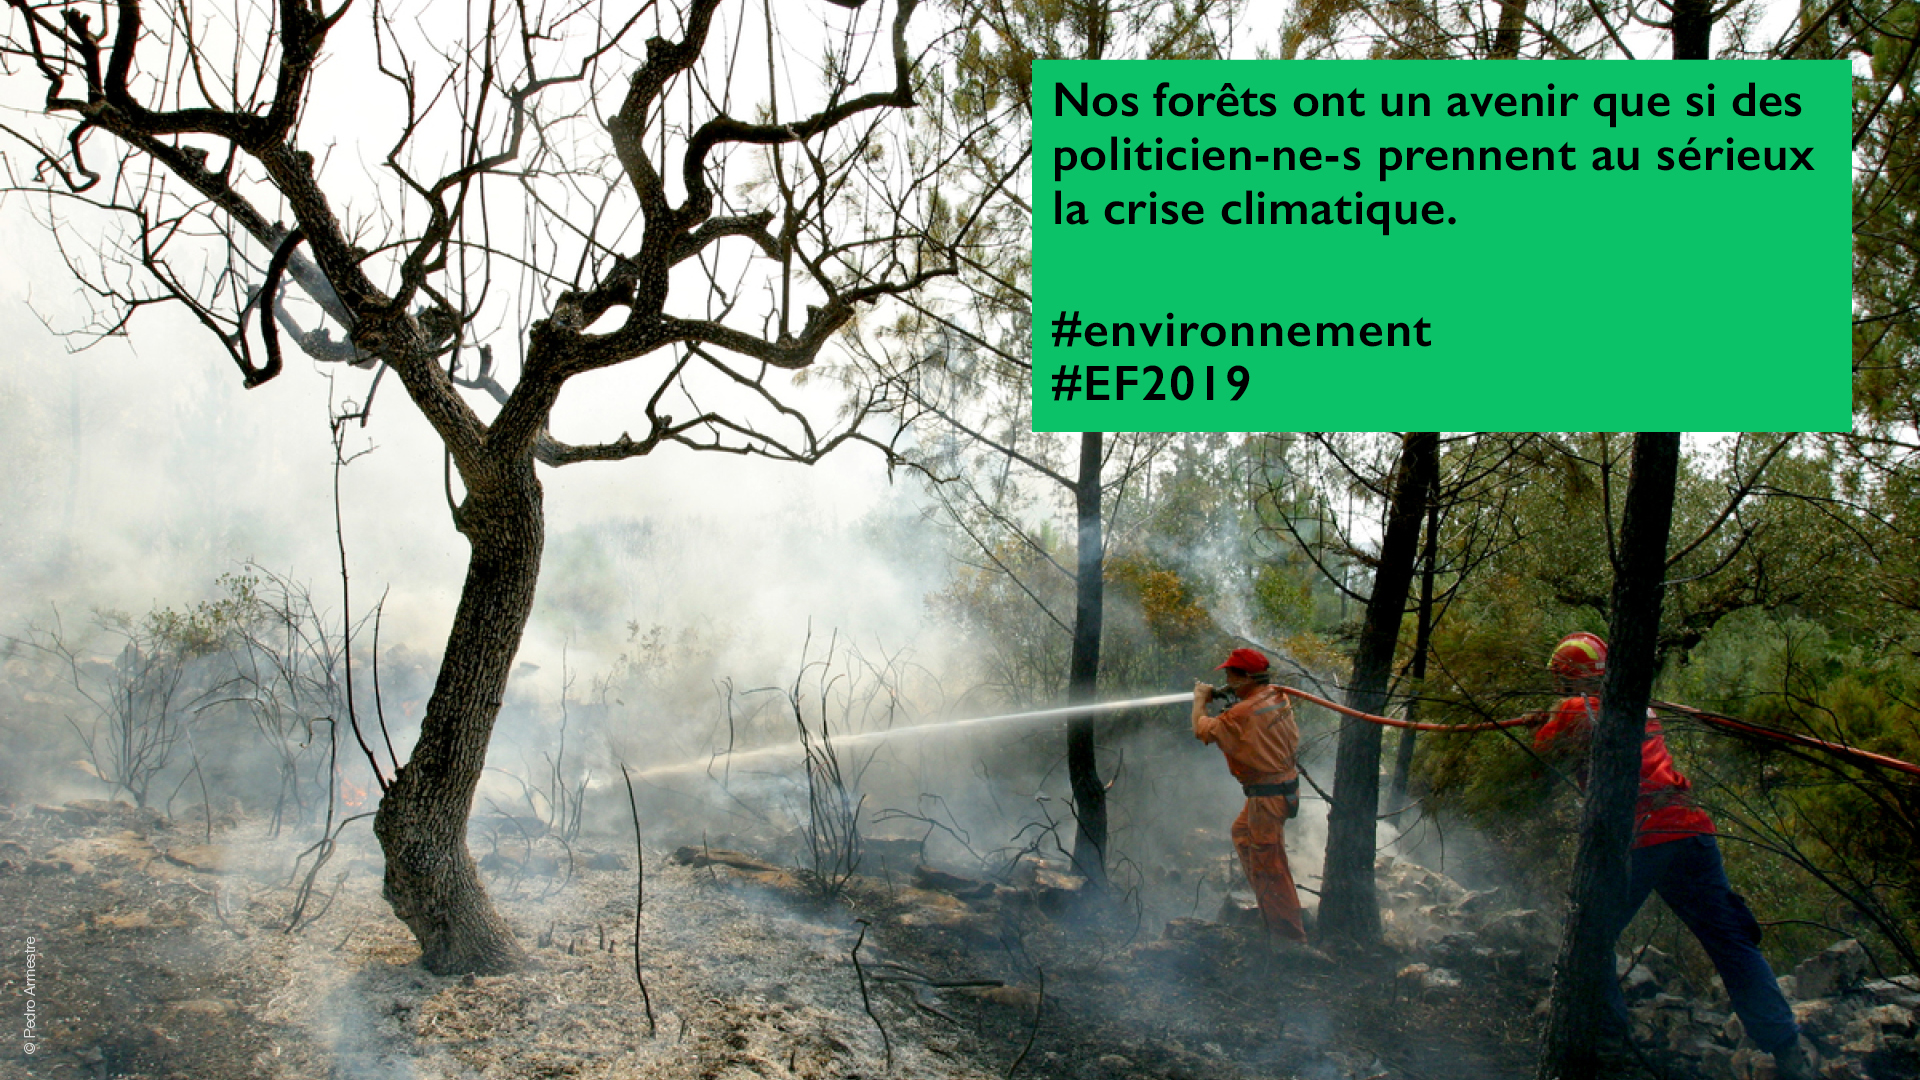 Nos forêts ont un avenir que si des
politicien-ne-s prennent au sérieux
la crise climatique.
#environnement
#EF2019
© Pedro Armestre